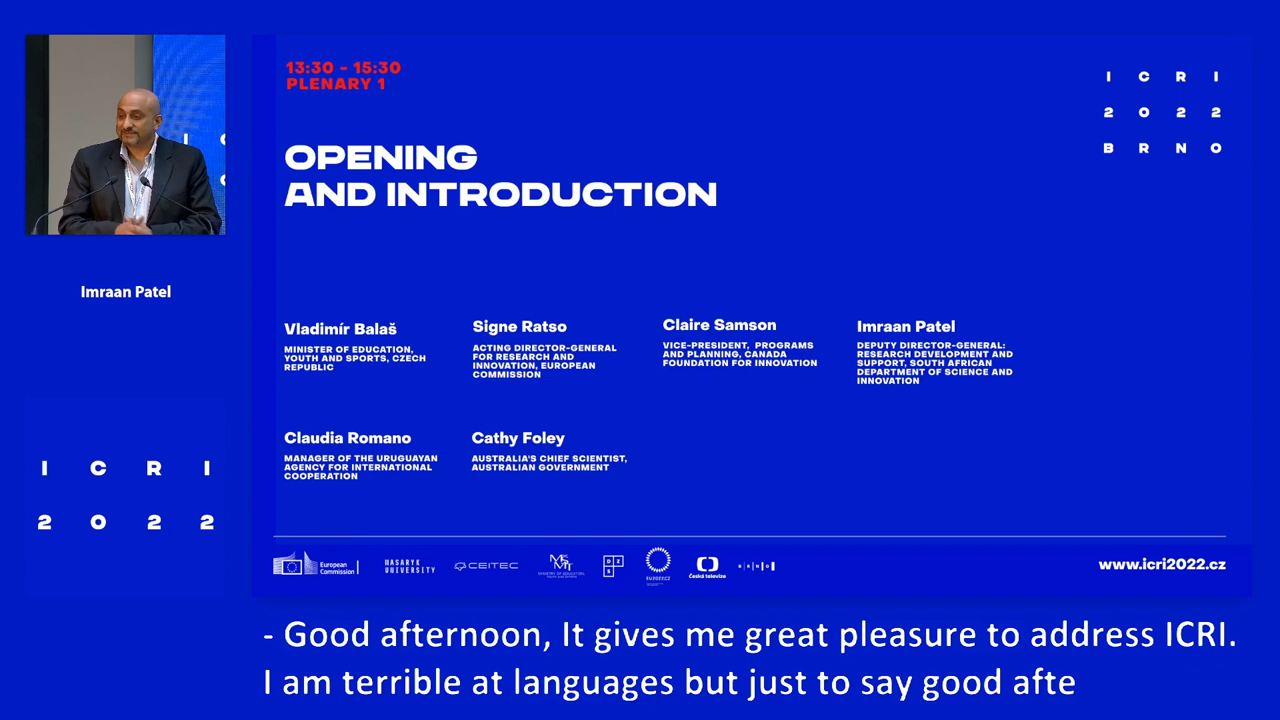 13:30 - 15:30
PLENARY 1
I C R I
2 0 2 2
B R N O
OPENING
AND INTRODUCTION
Imraan Patel
Vladimír Balaš
MINISTER OF EDUCATION,
YOUTH AND SPORTS, CZECH
REPUBLIC
Signe Ratso
ACTING DIRECTOR-GENERAL
FOR RESEARCH AND
INNOVATION, EUROPEAN
COMMISSION
Claire Samson
VICE-PRESIDENT, PROGRAMS
AND PLANNING, CANADA
FOUNDATION FOR INNOVATION
Imraan Patel
DEPUTY DIRECTOR-GENERAL:
RESEARCH DEVELOPMENT AND
SUPPORT, SOUTH AFRICAN
DEPARTMENT OF SCIENCE AND
INNOVATION
Claudia Romano
MANAGER OF THE URUGUAYAN
AGENCY FOR INTERNATIONAL
COOPERATION
Cathy Foley
AUSTRALIA'S CHIEF SCIENTIST,
AUSTRALIAN GOVERNMENT
I C R I
2 0 2 2
European
Commission
MASARYK
UNIVERSITY
CEITEC
Česká televize
B R N O
www.icri2022.cz
- Good afternoon, It gives me great pleasure to address ICRI.
I am terrible at languages but just to say good afte